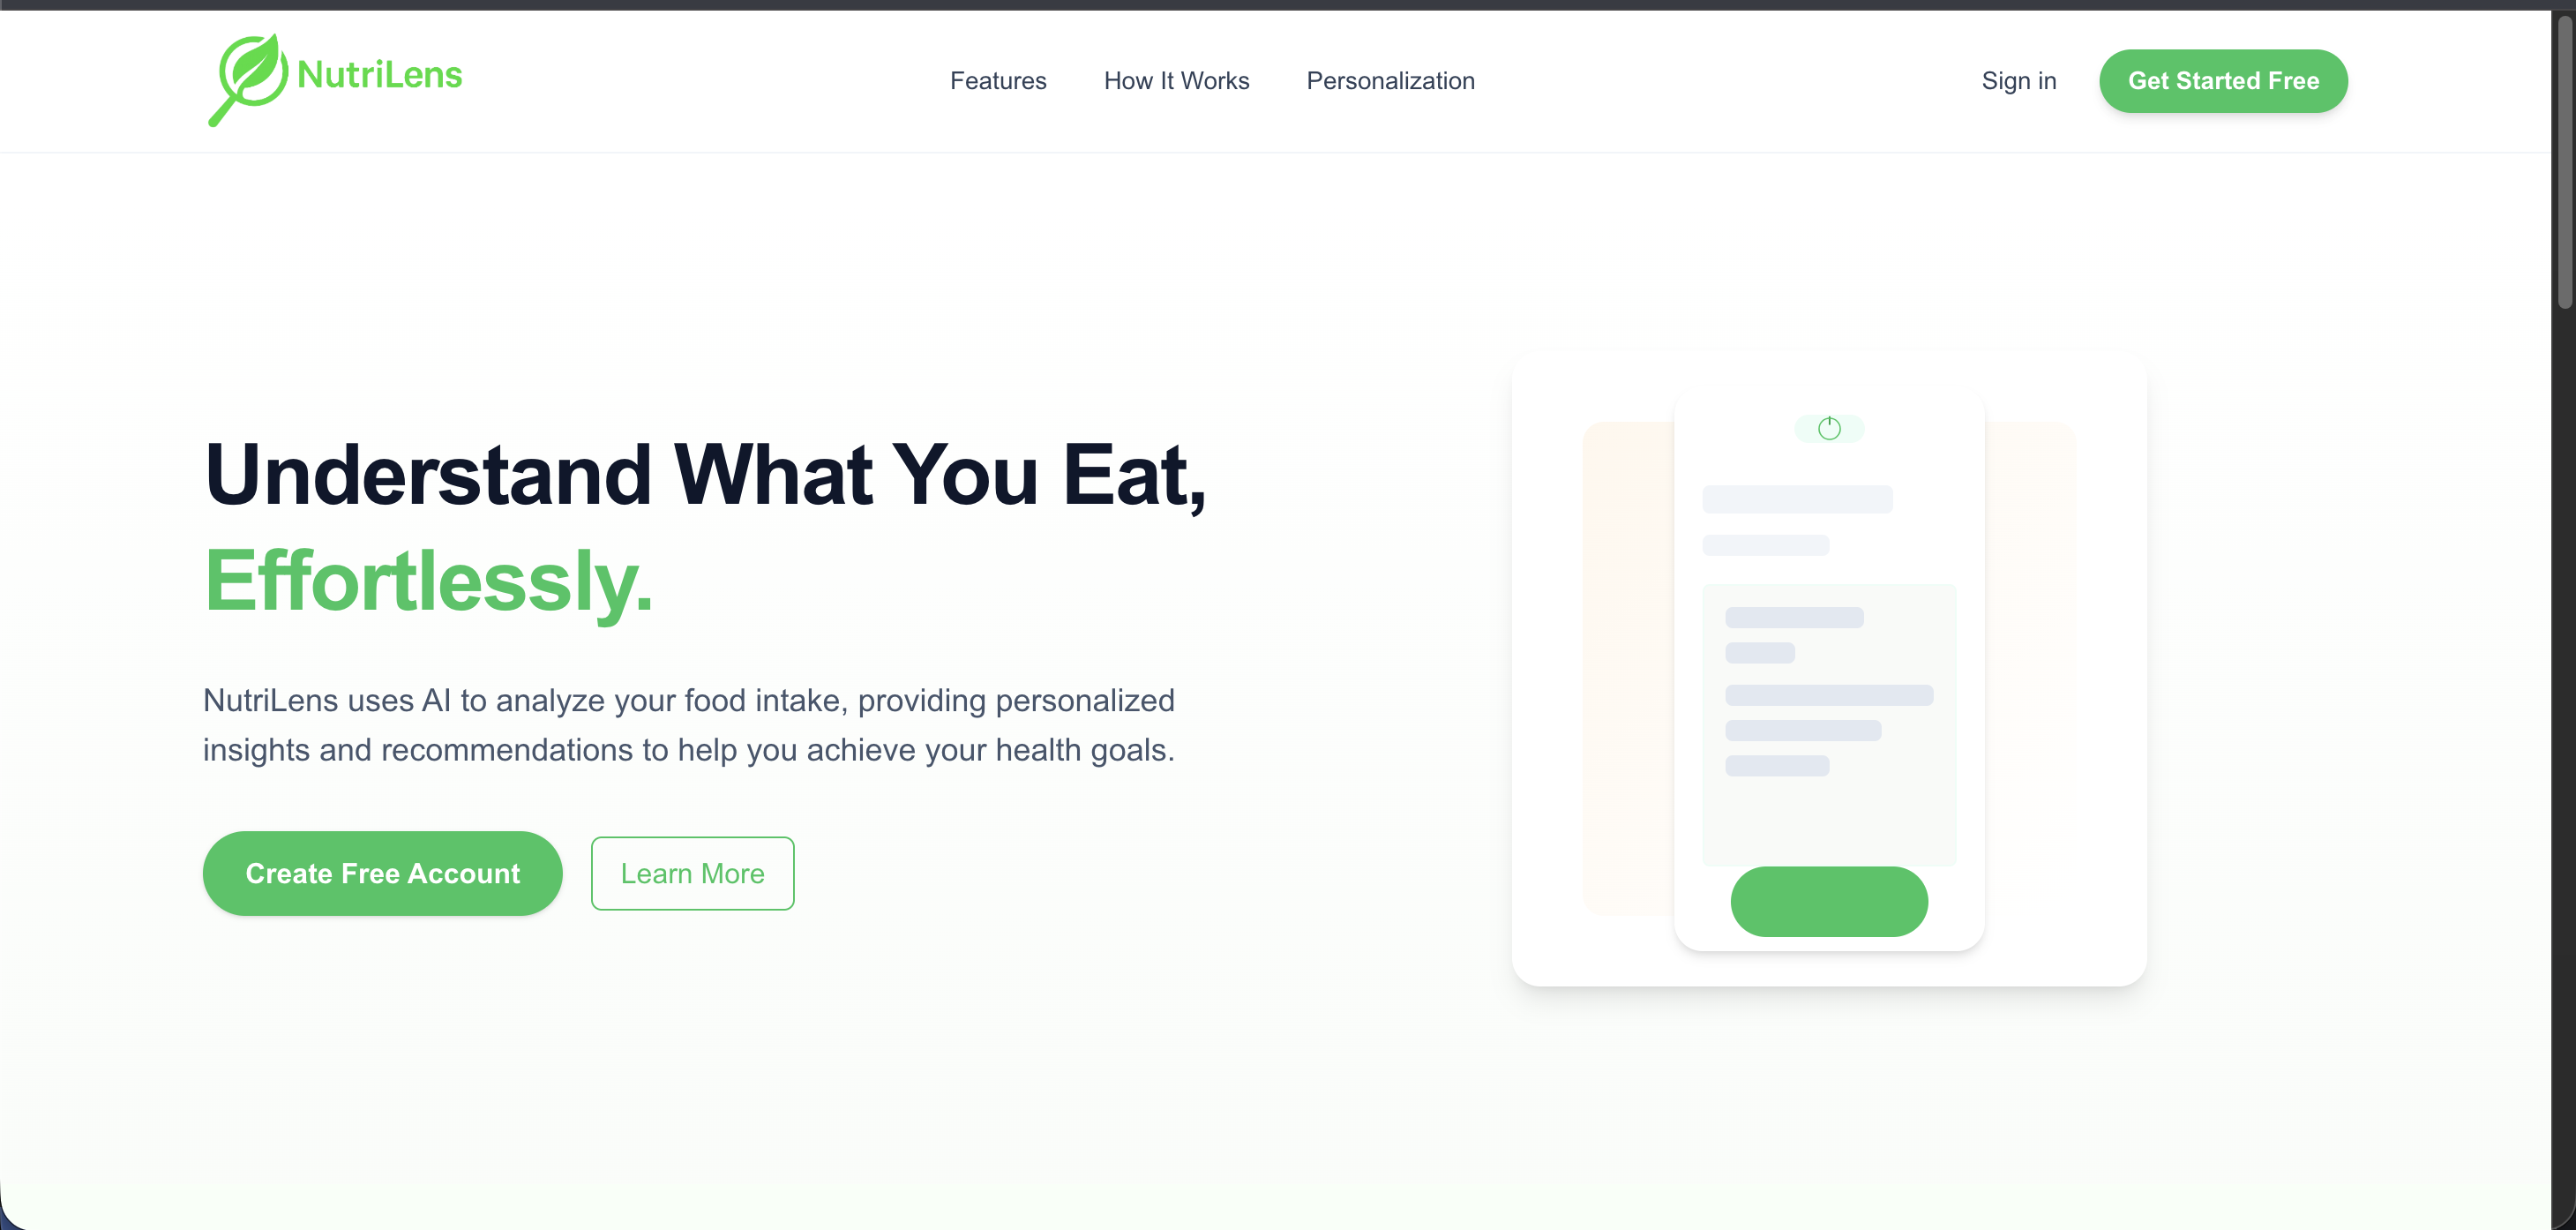 NutriLens
Features
How It Works
Personalization
Sign in
Get Started Free
Understand What You Eat,
Effortlessly.
NutriLens uses AI to analyze your food intake, providing personalized
insights and recommendations to help you achieve your health goals.
Create Free Account
Learn More